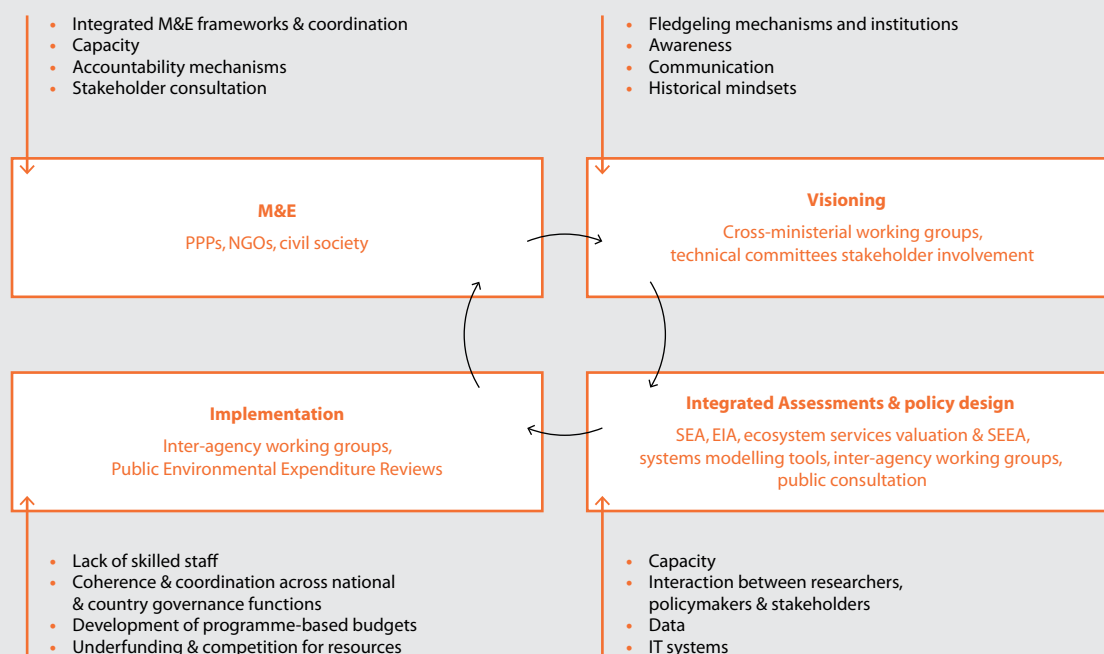 • Integrated M&E frameworks & coordination
• Capacity
• Accountability mechanisms
• Stakeholder consultation
• Fledgeling mechanisms and institutions
• Awareness
• Communication
• Historical mindsets
M&E
PPPs, NGOs, civil society
Visioning
Cross-ministerial working groups,
technical committees stakeholder involvement
Implementation
Inter-agency working groups,
Public Environmental Expenditure Reviews
Integrated Assessments & policy design
SEA, EIA, ecosystem services valuation & SEEA,
systems modelling tools, inter-agency working groups,
public consultation
• Lack of skilled staff
• Coherence & coordination across national
& country governance functions
• Development of programme-based budgets
• Underfunding & competition for resources
• Capacity
• Interaction between researchers,
policymakers & stakeholders
• Data
• IT systems